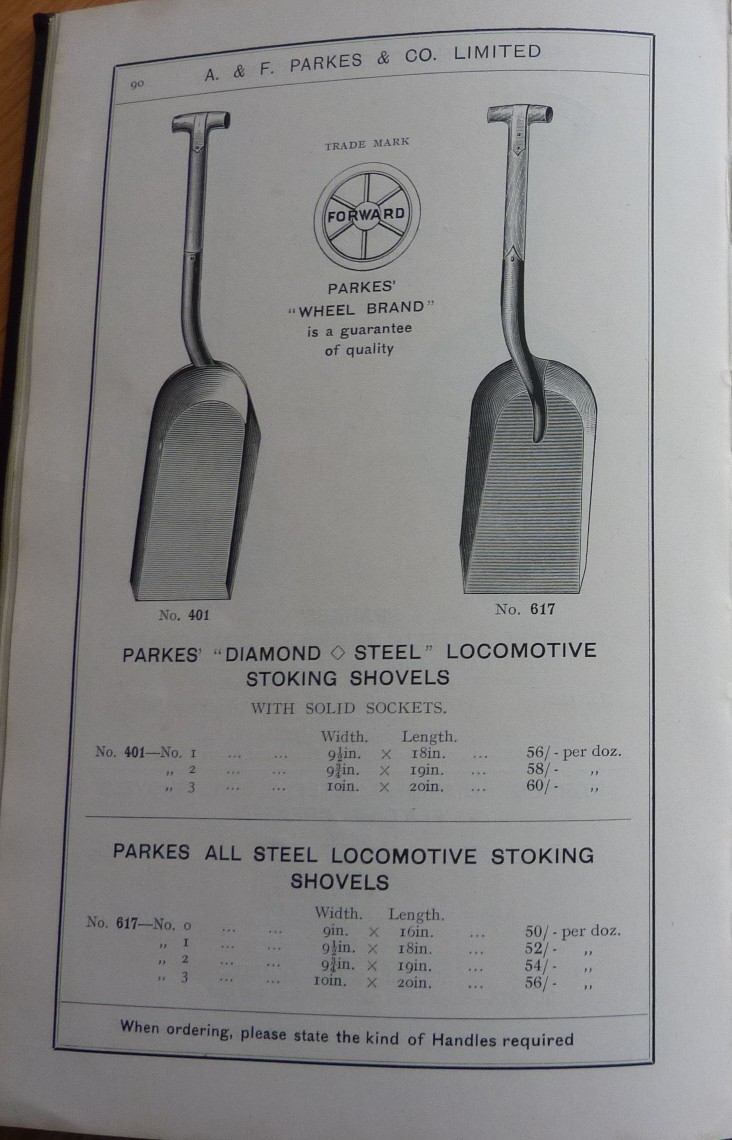 90
A. & F. PARKES & CO. LIMITED
TRADE MARK
FORWARD
PARKES'
"WHEEL BRAND"
is a guarantee
of quality
No. 401
No. 617
PARKES' "DIAMOND ◇ STEEL" LOCOMOTIVE
STOKING SHOVELS
WITH SOLID SOCKETS.
Width. Length.
No. 401—No. 1 ... ... 9½in. × 18in. ... 56/- per doz.
„ 2 ... ... 9¾in. × 19in. ... 58/- „
„ 3 ... ... 10in. × 20in. ... 60/- „
PARKES ALL STEEL LOCOMOTIVE STOKING
SHOVELS
Width. Length.
No. 617—No. 0 ... ... 9in. × 16in. ... 50/- per doz.
„ 1 ... ... 9½in. × 18in. ... 52/- „
„ 2 ... ... 9¾in. × 19in. ... 54/- „
„ 3 ... ... 10in. × 20in. ... 56/- „
When ordering, please state the kind of Handles required